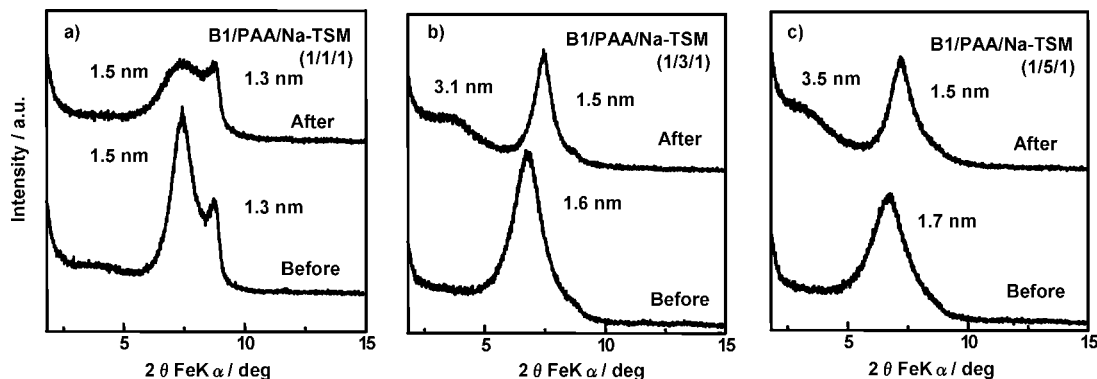 a)
B1/PAA/Na-TSM
(1/1/1)
1.5 nm
1.3 nm
After
1.5 nm
1.3 nm
Before
5
10
15
2 θ FeK α / deg
Intensity / a.u.
b)
B1/PAA/Na-TSM
(1/3/1)
3.1 nm
1.5 nm
After
1.6 nm
Before
5
10
15
2 θ FeK α / deg
c)
B1/PAA/Na-TSM
(1/5/1)
3.5 nm
1.5 nm
After
1.7 nm
Before
5
10
15
2 θ FeK α / deg